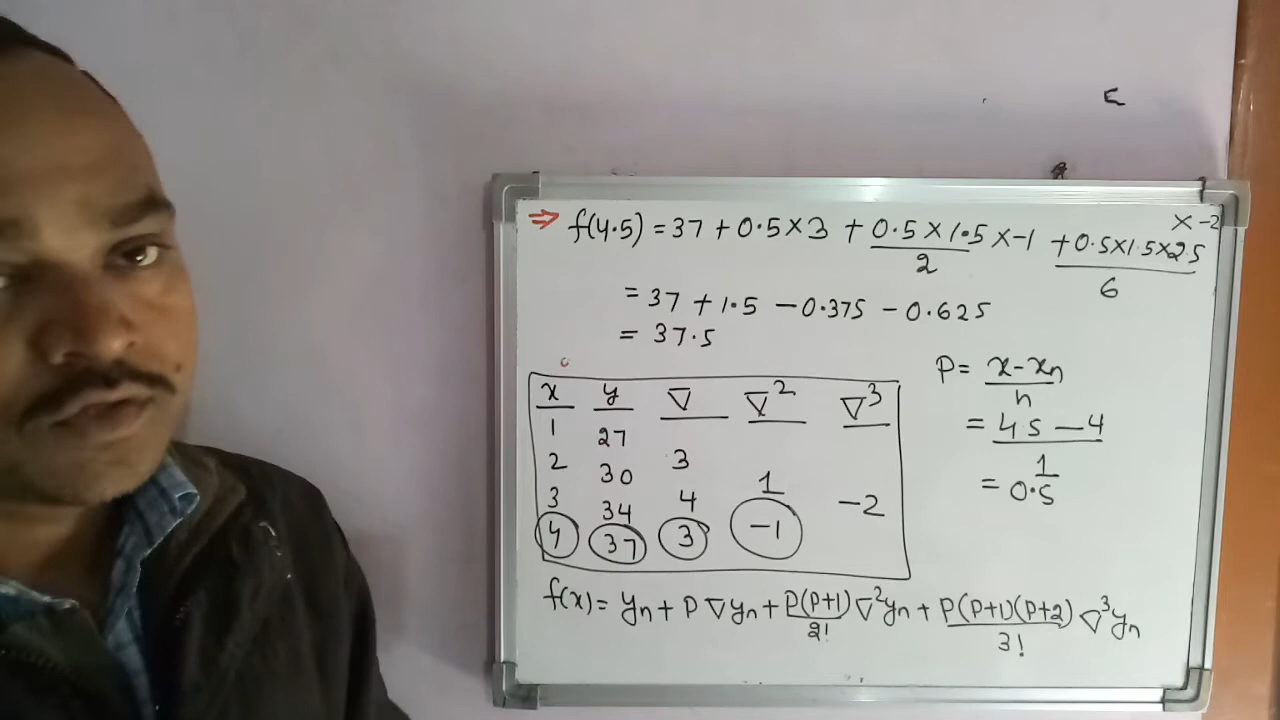 ⇒ f(4.5) = 37 + 0.5×3 + 0.5×1.5/2 ×-1 + 0.5×1.5×2.5/6 ×-2
= 37 + 1.5 - 0.375 - 0.625
= 37.5
x y ∇ ∇² ∇³
1 27
2 30 3
3 34 4 1
4 37 3 -1 -2
P = x-xn/h
= 45-4/1
= 0.5
f(x) = yn + P∇yn + P(P+1)/2! ∇²yn + P(P+1)(P+2)/3! ∇³yn